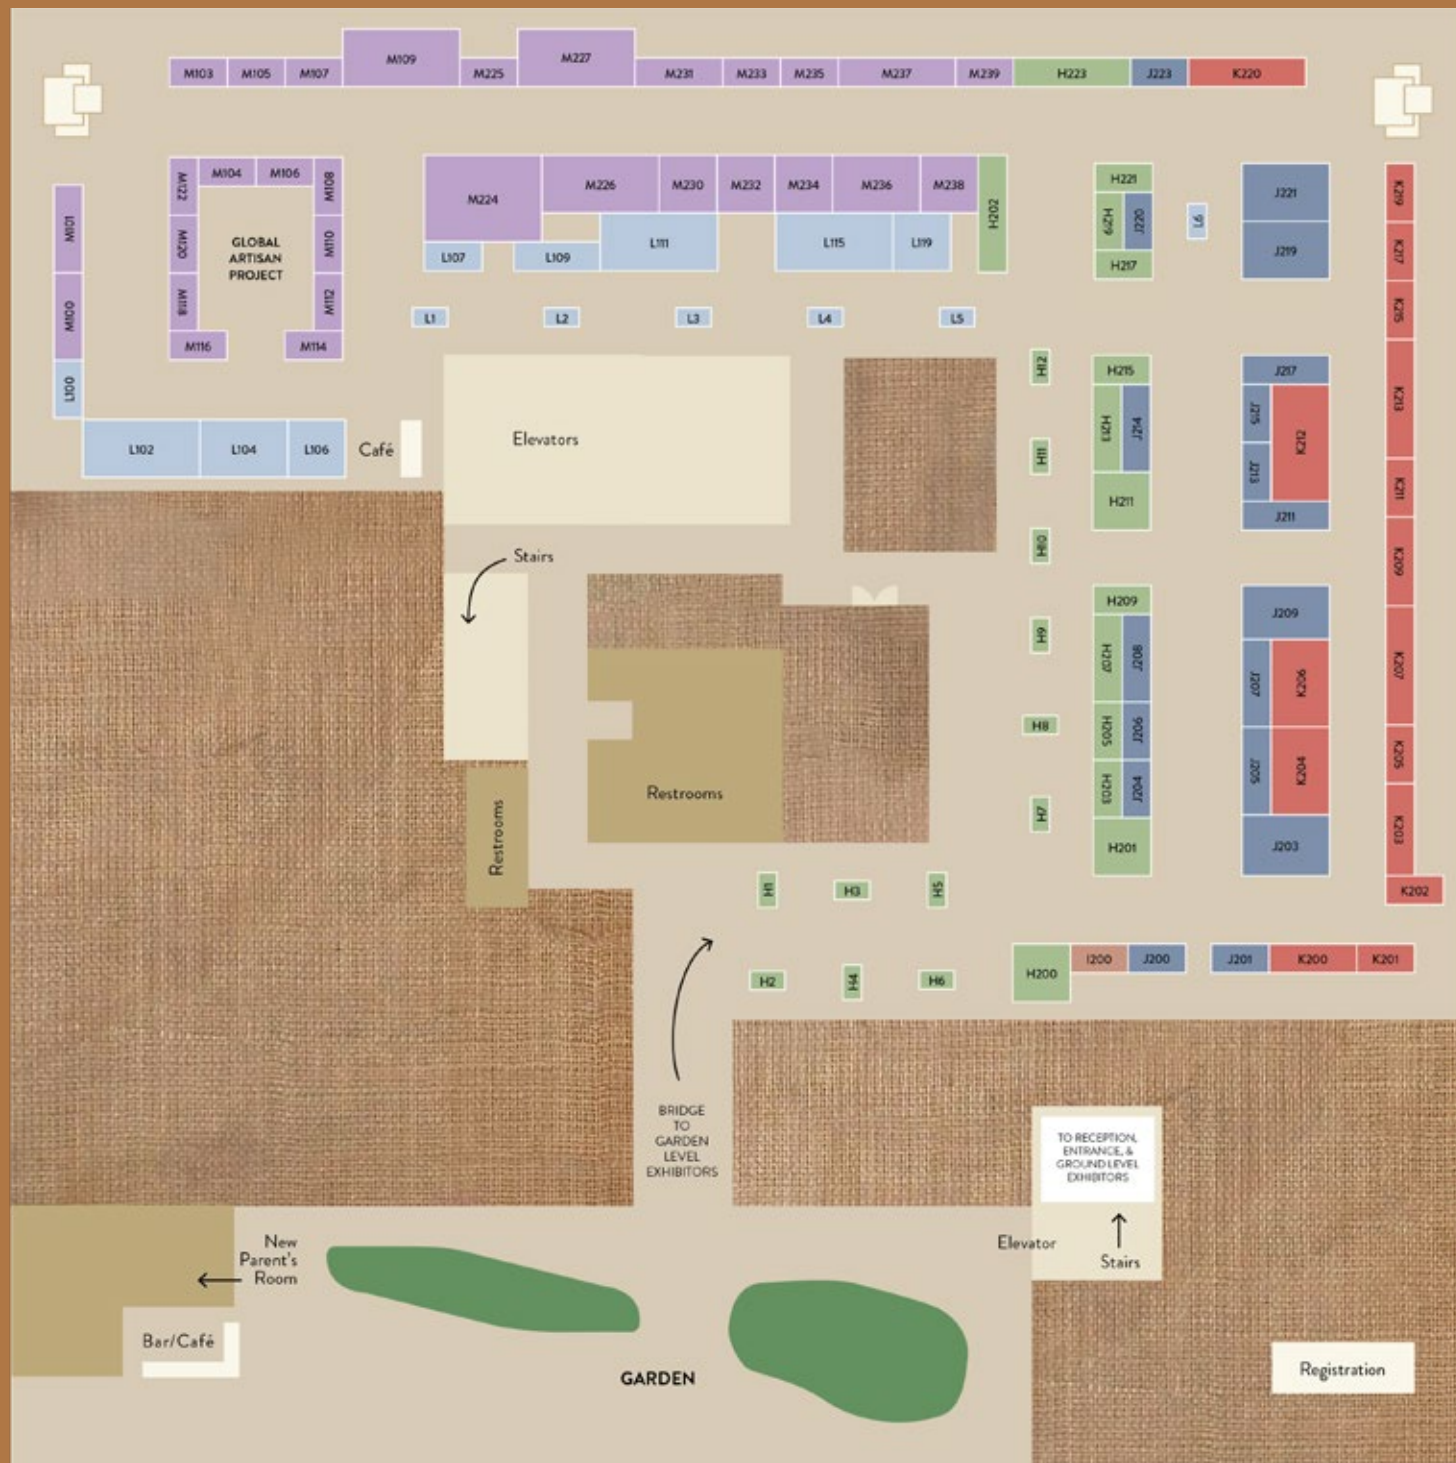 M103
M105
M107
M109
M225
M227
M231
M233
M235
M237
M239
H223
J223
K220
M101
M100
L100
L102
L104
L106
M122
M104
M106
M108
M120
M110
M118
M112
M116
M114
GLOBAL
ARTISAN
PROJECT
M224
M226
M230
M232
M234
M236
M238
H202
L107
L109
L111
L115
L119
L1
L2
L3
L4
L5
H221
H219
J220
H217
L6
J221
J219
K219
K217
K215
K213
K211
K209
K207
K205
K203
K202
H12
H11
H10
H9
H8
H7
H215
H213
J214
H211
J217
J215
K212
J213
J211
H209
H207
J208
H205
J206
H203
J204
H201
J209
J207
K206
J205
K204
J203
Café
Elevators
Stairs
Restrooms
Restrooms
H1
H3
H5
H2
H4
H6
H200
I200
J200
J201
K200
K201
BRIDGE
TO
GARDEN
LEVEL
EXHIBITORS
TO RECEPTION,
ENTRANCE, &
GROUND LEVEL
EXHIBITORS
Elevator
Stairs
New
Parent's
Room
Bar/Café
GARDEN
Registration